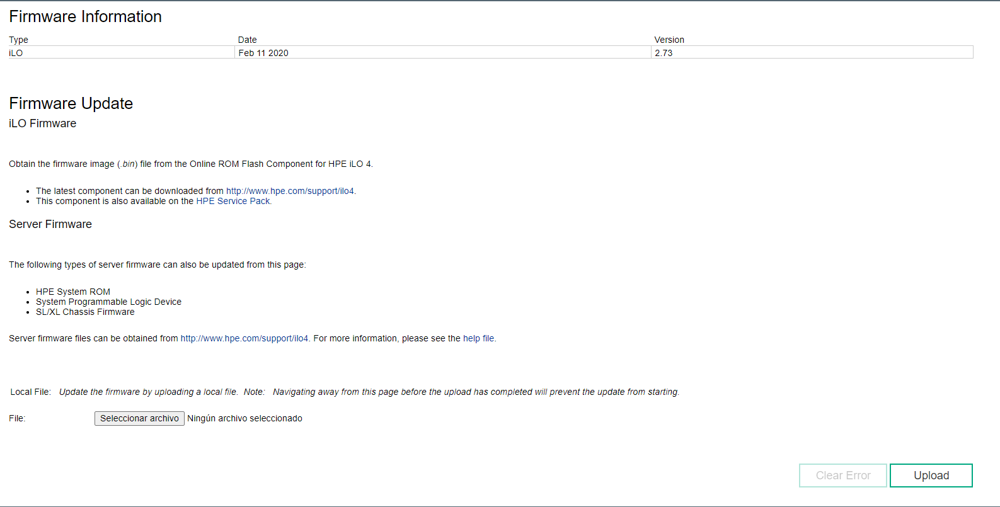 Firmware Information
Type Date Version
iLO Feb 11 2020 2.73
Firmware Update
iLO Firmware
Obtain the firmware image (.bin) file from the Online ROM Flash Component for HPE iLO 4.
• The latest component can be downloaded from http://www.hpe.com/support/ilo4.
• This component is also available on the HPE Service Pack.
Server Firmware
The following types of server firmware can also be updated from this page:
• HPE System ROM
• System Programmable Logic Device
• SL/XL Chassis Firmware
Server firmware files can be obtained from http://www.hpe.com/support/ilo4. For more information, please see the help file.
Local File: Update the firmware by uploading a local file. Note: Navigating away from this page before the upload has completed will prevent the update from starting.
File: Seleccionar archivo Ningún archivo seleccionado
Clear Error Upload